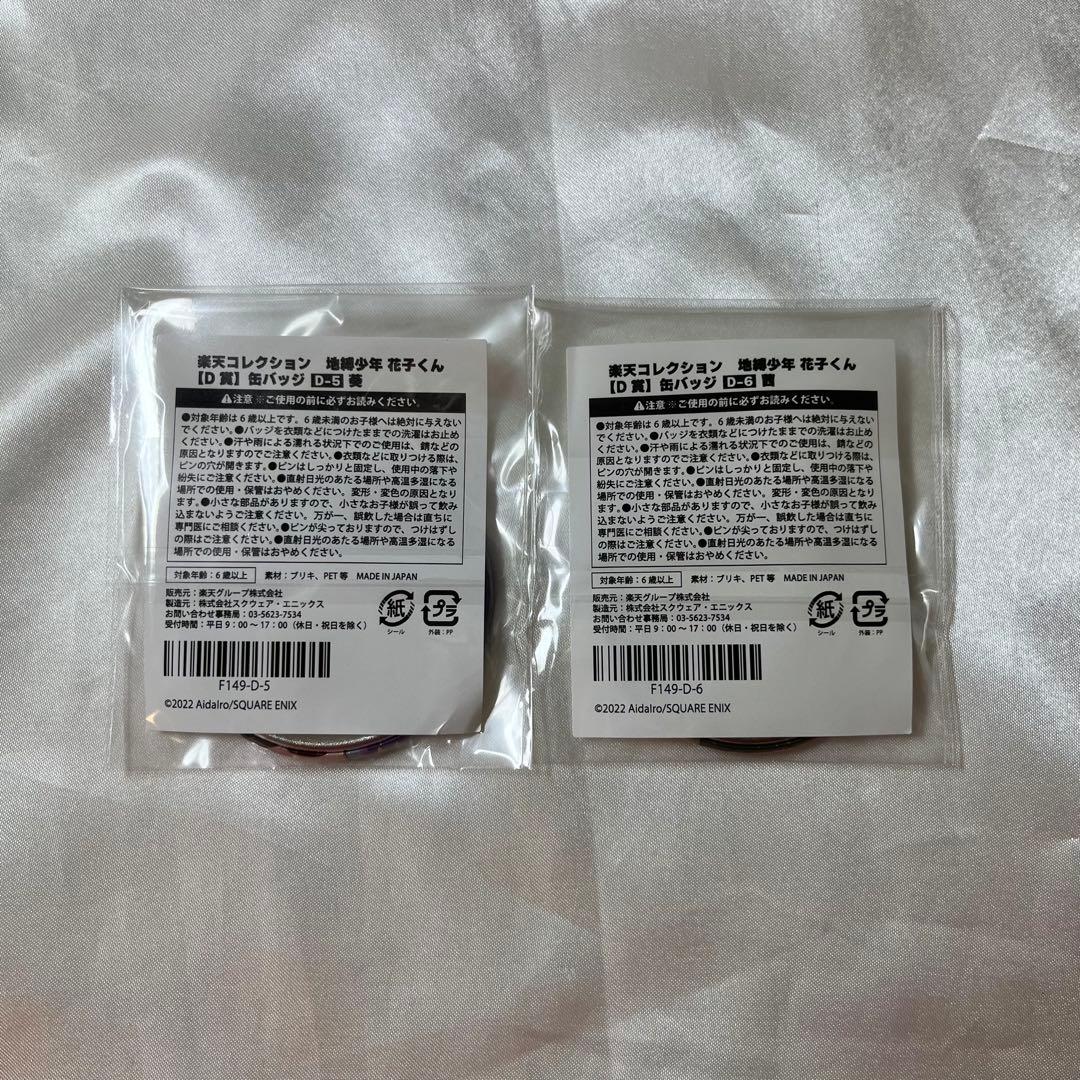 楽天コレクション　地縛少年 花子くん
【D 賞】缶バッジ D-5 葵
⚠注意 ※ご使用の前に必ずお読みください。
●対象年齢は6歳以上です。6歳未満のお子様へは絶対に与えない
でください。●バッジを衣類などにつけたままでの洗濯はお止め
ください。●汗や雨による濡れる状況下でのご使用は、錆などの
原因となりますのでご注意ください。●衣類などに取りつける際は、
ピンの穴が開きます。●ピンはしっかりと固定し、使用中の落下や
紛失にご注意ください。●直射日光のあたる場所や高温多湿になる
場所での使用・保管はおやめください。変形・変色の原因となり
ます。●小さな部品がありますので、小さなお子様が誤って飲み
込まないようご注意ください。万が一、誤飲した場合は直ちに
専門医にご相談ください。●ピンが尖っておりますので、つけはずし
の際はご注意ください。●直射日光のあたる場所や高温多湿になる
場所での使用・保管はおやめください。
対象年齢：6歳以上　素材：ブリキ、PET 等　MADE IN JAPAN
販売元：楽天グループ株式会社
製造元：株式会社スクウェア・エニックス
お問い合わせ事務局：03-5623-7534
受付時間：平日 9：00 〜 17：00（休日・祝日を除く）
紙
シール
プラ
外装：PP
F149-D-5
©2022 AidaIro/SQUARE ENIX
楽天コレクション　地縛少年 花子くん
【D 賞】缶バッジ D-6 茜
⚠注意 ※ご使用の前に必ずお読みください。
●対象年齢は6歳以上です。6歳未満のお子様へは絶対に与えない
でください。●バッジを衣類などにつけたままでの洗濯はお止め
ください。●汗や雨による濡れる状況下でのご使用は、錆などの
原因となりますのでご注意ください。●衣類などに取りつける際は、
ピンの穴が開きます。●ピンはしっかりと固定し、使用中の落下や
紛失にご注意ください。●直射日光のあたる場所や高温多湿になる
場所での使用・保管はおやめください。変形・変色の原因となり
ます。●小さな部品がありますので、小さなお子様が誤って飲み
込まないようご注意ください。万が一、誤飲した場合は直ちに
専門医にご相談ください。●ピンが尖っておりますので、つけはずし
の際はご注意ください。●直射日光のあたる場所や高温多湿になる
場所での使用・保管はおやめください。
対象年齢：6歳以上　素材：ブリキ、PET 等　MADE IN JAPAN
販売元：楽天グループ株式会社
製造元：株式会社スクウェア・エニックス
お問い合わせ事務局：03-5623-7534
受付時間：平日 9：00 〜 17：00（休日・祝日を除く）
紙
シール
プラ
外装：PP
F149-D-6
©2022 AidaIro/SQUARE ENIX